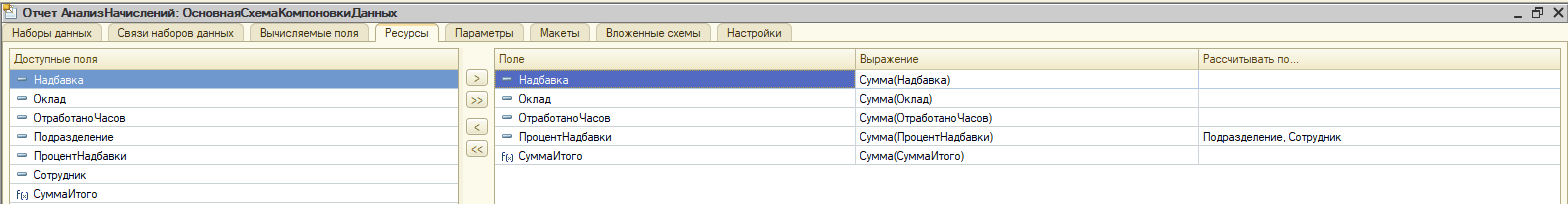 Отчет АнализНачислений: ОсновнаяСхемаКомпоновкиДанных
Наборы данных Связи наборов данных Вычисляемые поля Ресурсы Параметры Макеты Вложенные схемы Настройки
Доступные поля Поле Выражение Рассчитывать по...
Надбавка > Надбавка Сумма(Надбавка)
Оклад >> Оклад Сумма(Оклад)
ОтработаноЧасов ОтработаноЧасов Сумма(ОтработаноЧасов)
Подразделение < ПроцентНадбавки Сумма(ПроцентНадбавки) Подразделение, Сотрудник
ПроцентНадбавки << f(x) СуммаИтого Сумма(СуммаИтого)
Сотрудник
f(x) СуммаИтого